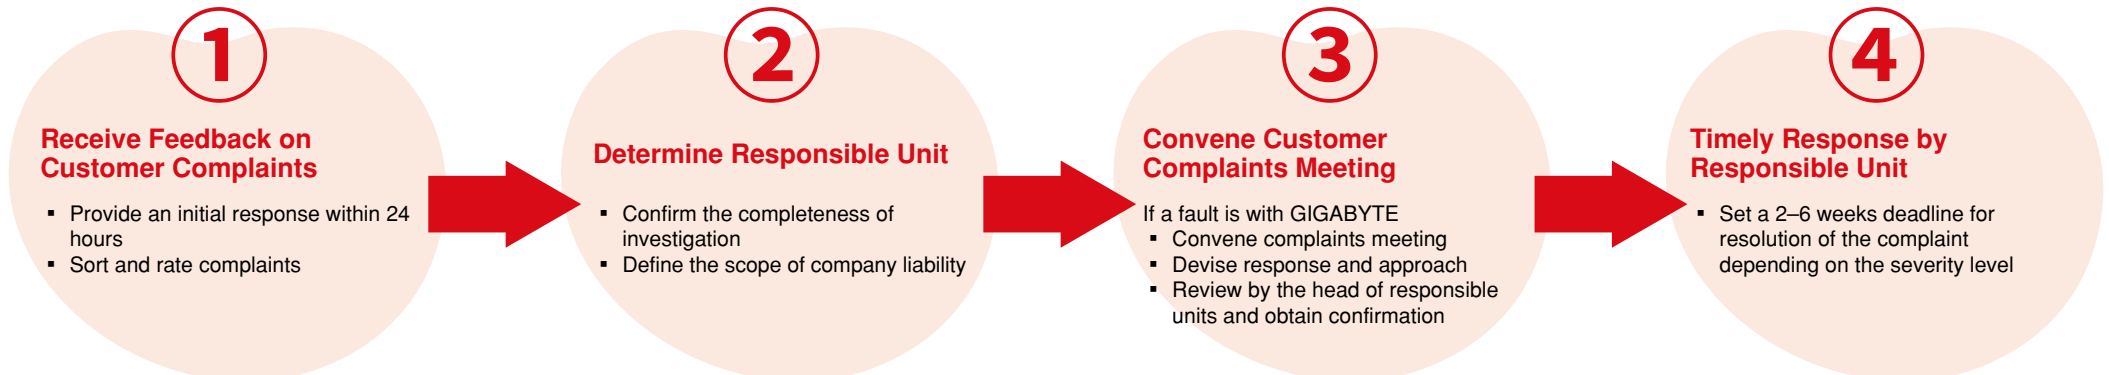 1
Receive Feedback on
Customer Complaints
▪ Provide an initial response within 24
hours
▪ Sort and rate complaints
2
Determine Responsible Unit
▪ Confirm the completeness of
investigation
▪ Define the scope of company liability
3
Convene Customer
Complaints Meeting
If a fault is with GIGABYTE
▪ Convene complaints meeting
▪ Devise response and approach
▪ Review by the head of responsible
units and obtain confirmation
4
Timely Response by
Responsible Unit
▪ Set a 2–6 weeks deadline for
resolution of the complaint
depending on the severity level